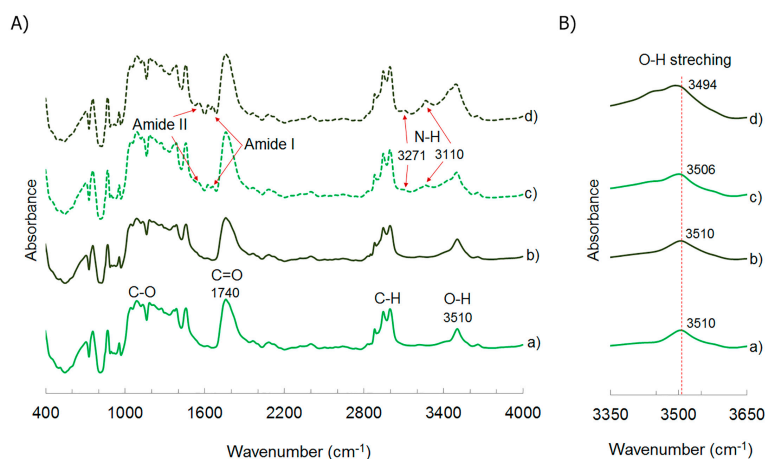 A)
B)
O-H streching
3494
d)
d)
Amide II
Amide I
N-H
3271
3110
3506
c)
c)
Absorbance
Absorbance
3510
b)
b)
C-O
C=O
1740
C-H
O-H
3510
3510
a)
a)
400
1000
1600
2200
2800
3400
4000
3350
3500
3650
Wavenumber (cm-1)
Wavenumber (cm-1)